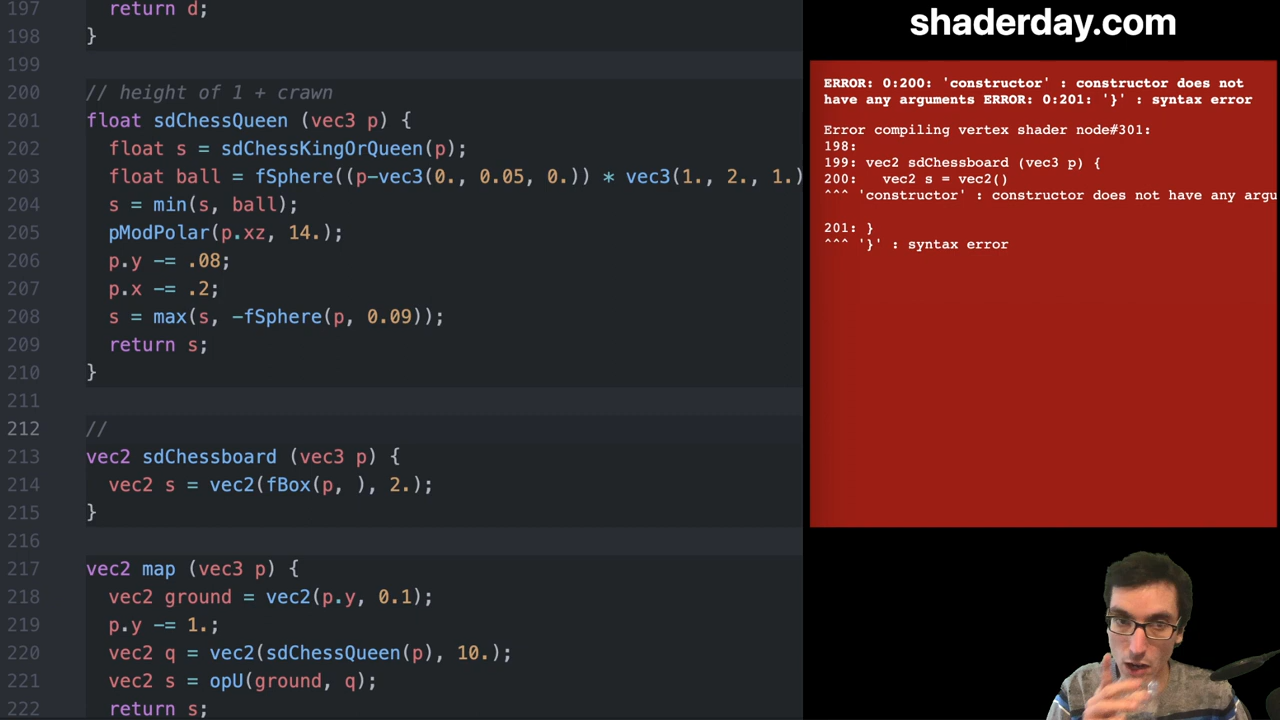 197 return d;
198 }
199
200 // height of 1 + crawn
201 float sdChessQueen (vec3 p) {
202 float s = sdChessKingOrQueen(p);
203 float ball = fSphere((p-vec3(0., 0.05, 0.)) * vec3(1., 2., 1.)
204 s = min(s, ball);
205 pModPolar(p.xz, 14.);
206 p.y -= .08;
207 p.x -= .2;
208 s = max(s, -fSphere(p, 0.09));
209 return s;
210 }
211
212 //
213 vec2 sdChessboard (vec3 p) {
214 vec2 s = vec2(fBox(p, ), 2.);
215 }
216
217 vec2 map (vec3 p) {
218 vec2 ground = vec2(p.y, 0.1);
219 p.y -= 1.;
220 vec2 q = vec2(sdChessQueen(p), 10.);
221 vec2 s = opU(ground, q);
222 return s;
shaderday.com
ERROR: 0:200: 'constructor' : constructor does not
have any arguments ERROR: 0:201: '}' : syntax error
Error compiling vertex shader node#301:
198:
199: vec2 sdChessboard (vec3 p) {
200: vec2 s = vec2()
^^^ 'constructor' : constructor does not have any argu
201: }
^^^ '}' : syntax error